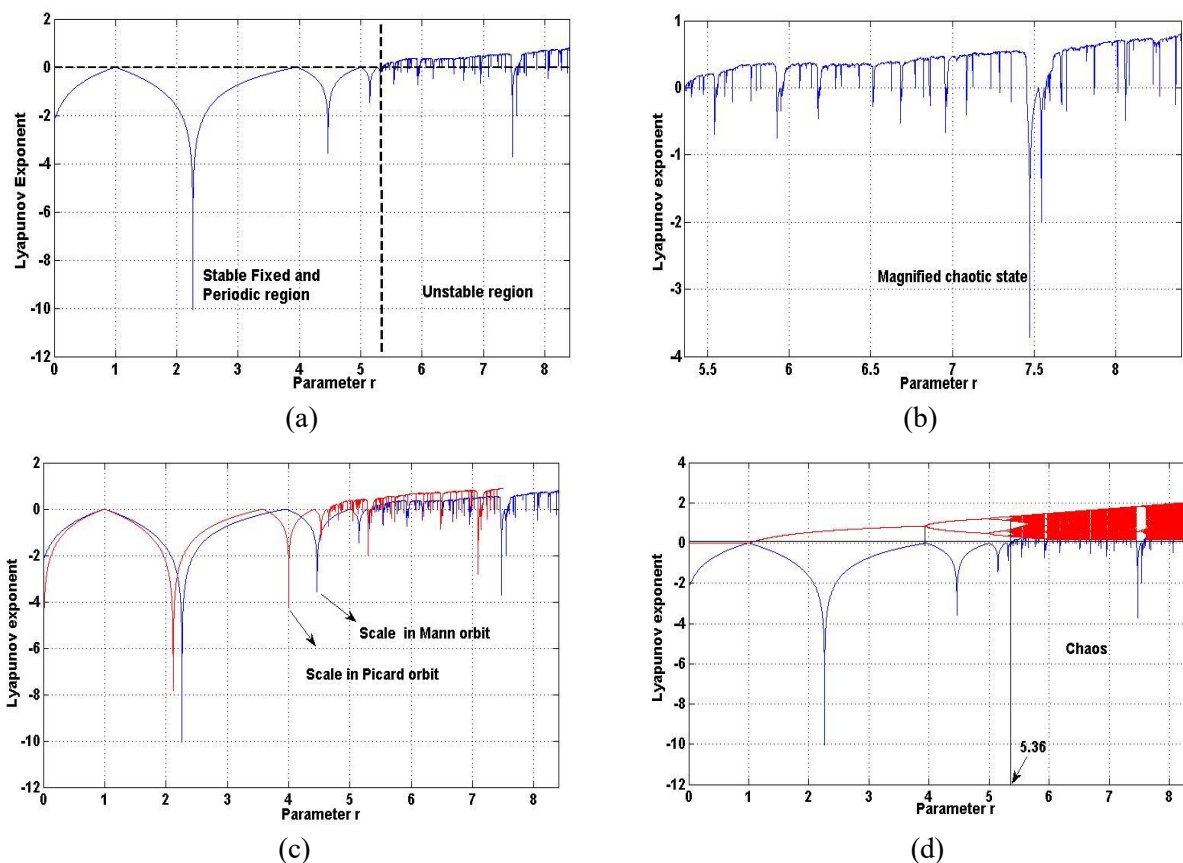 2
0
-2
-4
-6
-8
-10
-12
Lyapunov Exponent
Stable Fixed and
Periodic region
Unstable region
0 1 2 3 4 5 6 7 8
Parameter r
(a)
1
0
-1
-2
-3
-4
Lyapunov exponent
Magnified chaotic state
5.5 6 6.5 7 7.5 8
Parameter r
(b)
2
0
-2
-4
-6
-8
-10
-12
Lyapunov exponent
Scale in Mann orbit
Scale in Picard orbit
0 1 2 3 4 5 6 7 8
Parameter r
(c)
4
2
0
-2
-4
-6
-8
-10
-12
Lyapunov exponent
Chaos
5.36
0 1 2 3 4 5 6 7 8
Parameter r
(d)